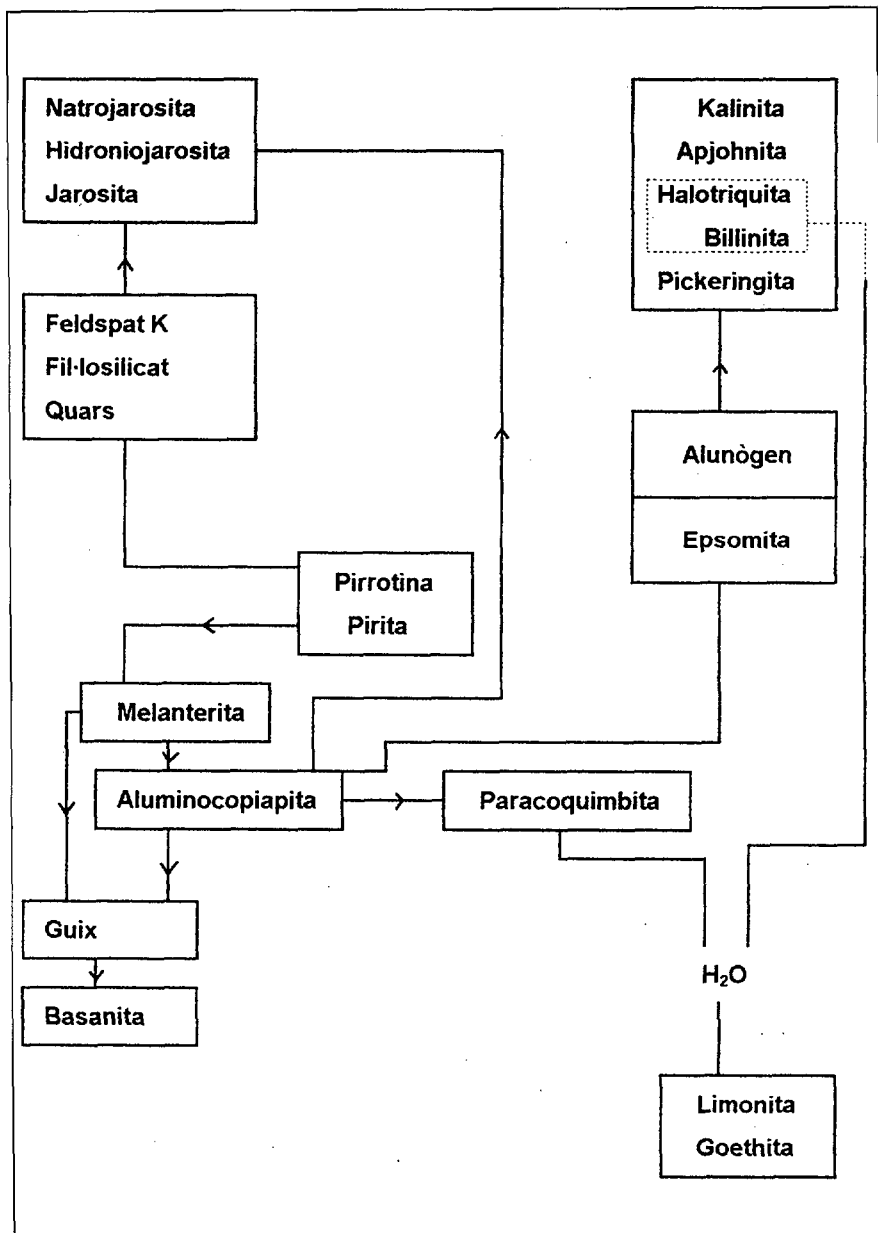 Natrojarosita
Hidroniojarosita
Jarosita
Kalinita
Apjohnita
Halotriquita
Billinita
Pickeringita
Feldspat K
Fil·losilicat
Quars
Alunògen
Epsomita
Pirrotina
Pirita
Melanterita
Aluminocopiapita
Paracoquimbita
Guix
Basanita
H₂O
Limonita
Goethita